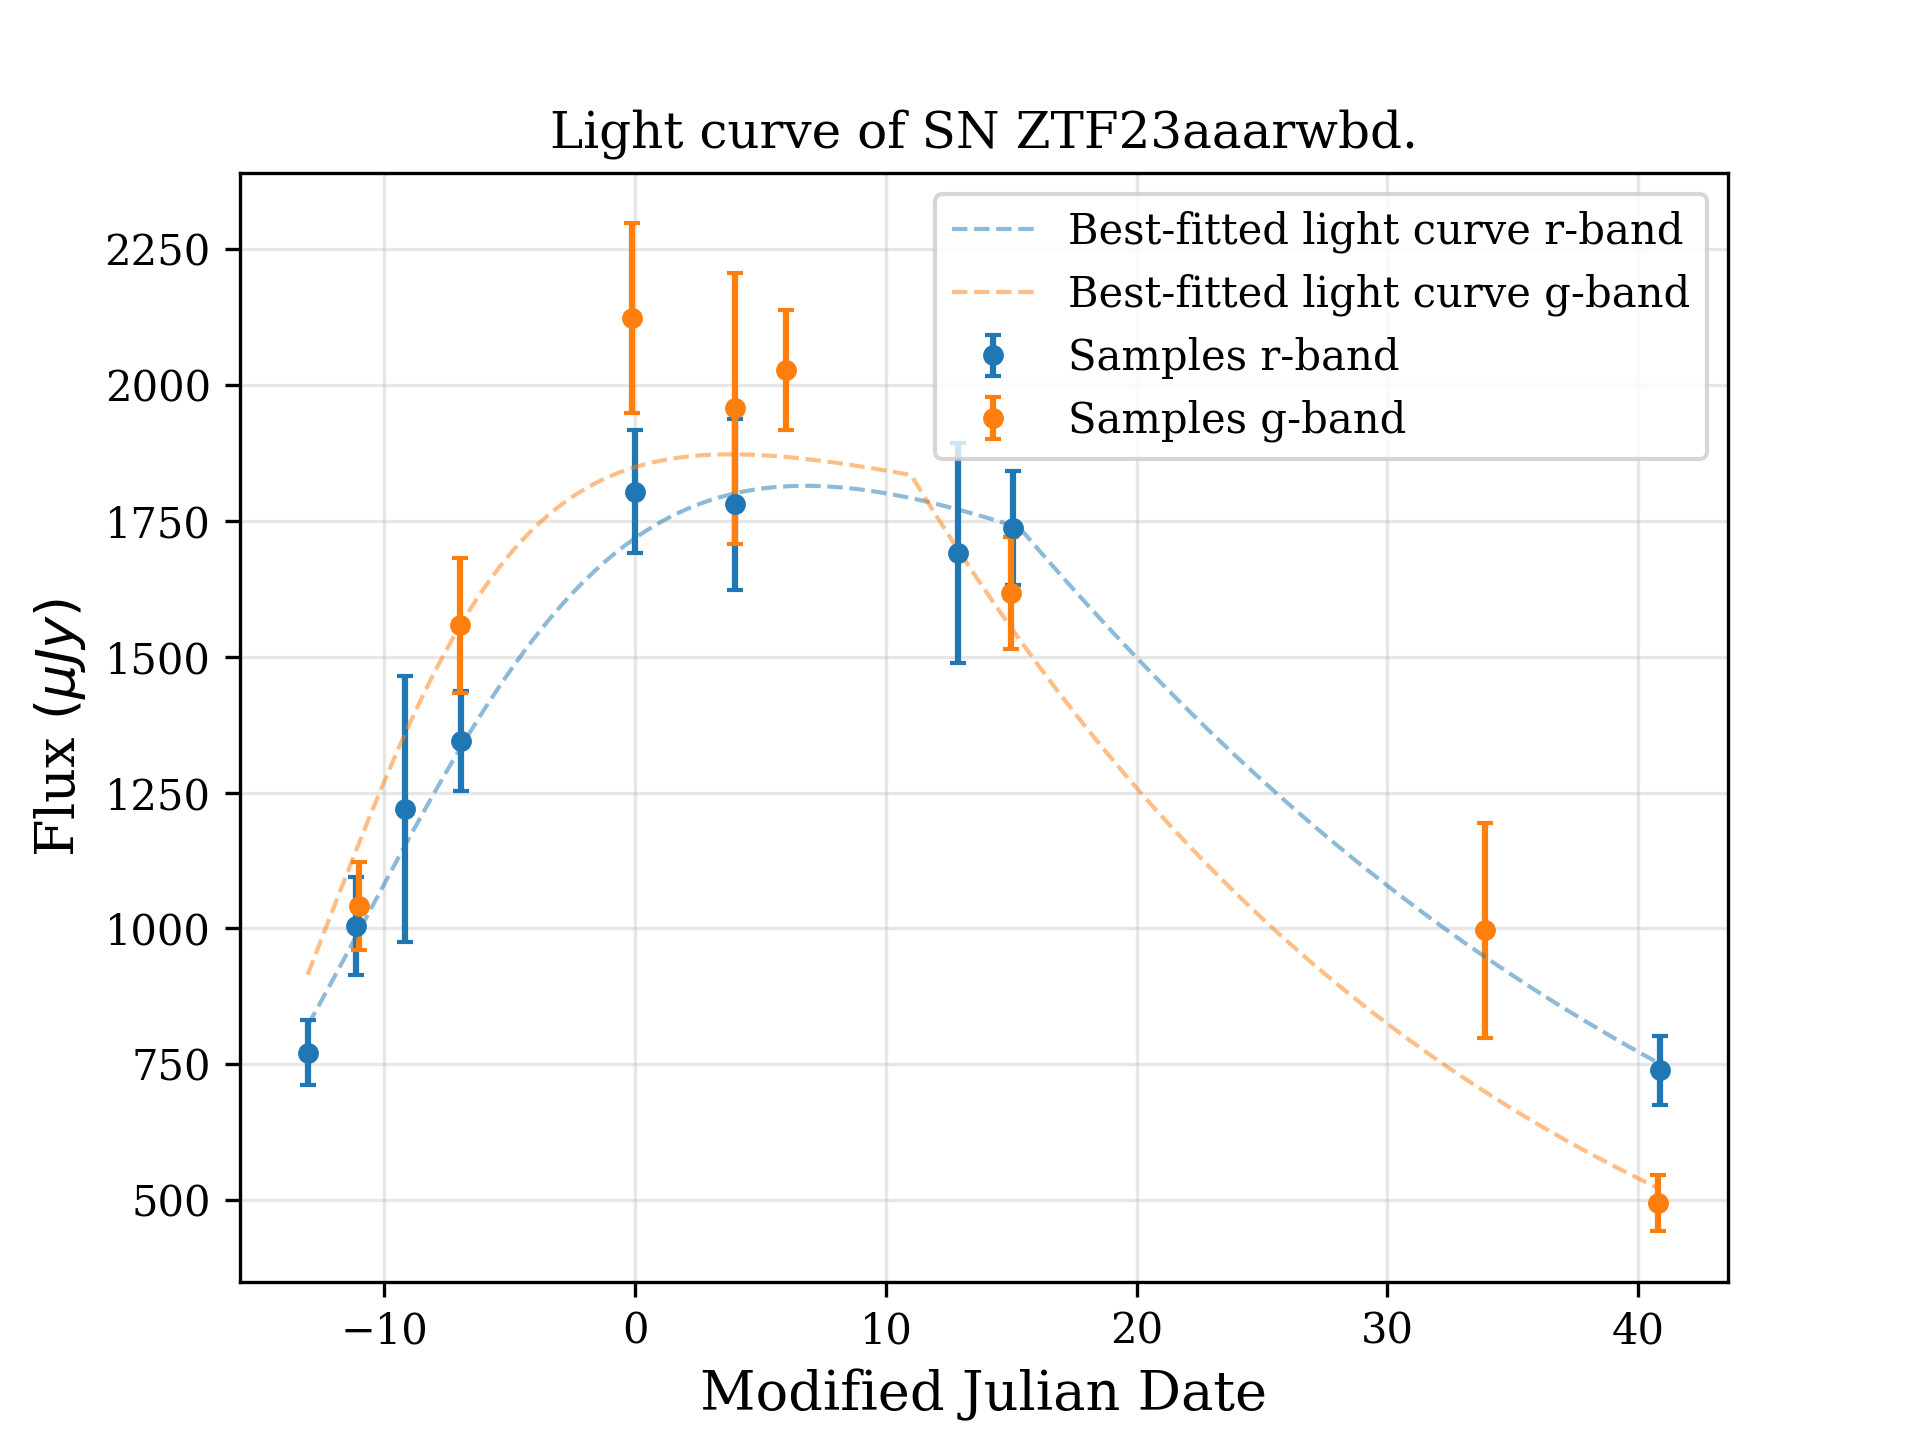 Light curve of SN ZTF23aaarwbd.
Best-fitted light curve r-band
Best-fitted light curve g-band
Samples r-band
Samples g-band
Flux (μJy)
2250
2000
1750
1500
1250
1000
750
500
−10 0 10 20 30 40
Modified Julian Date